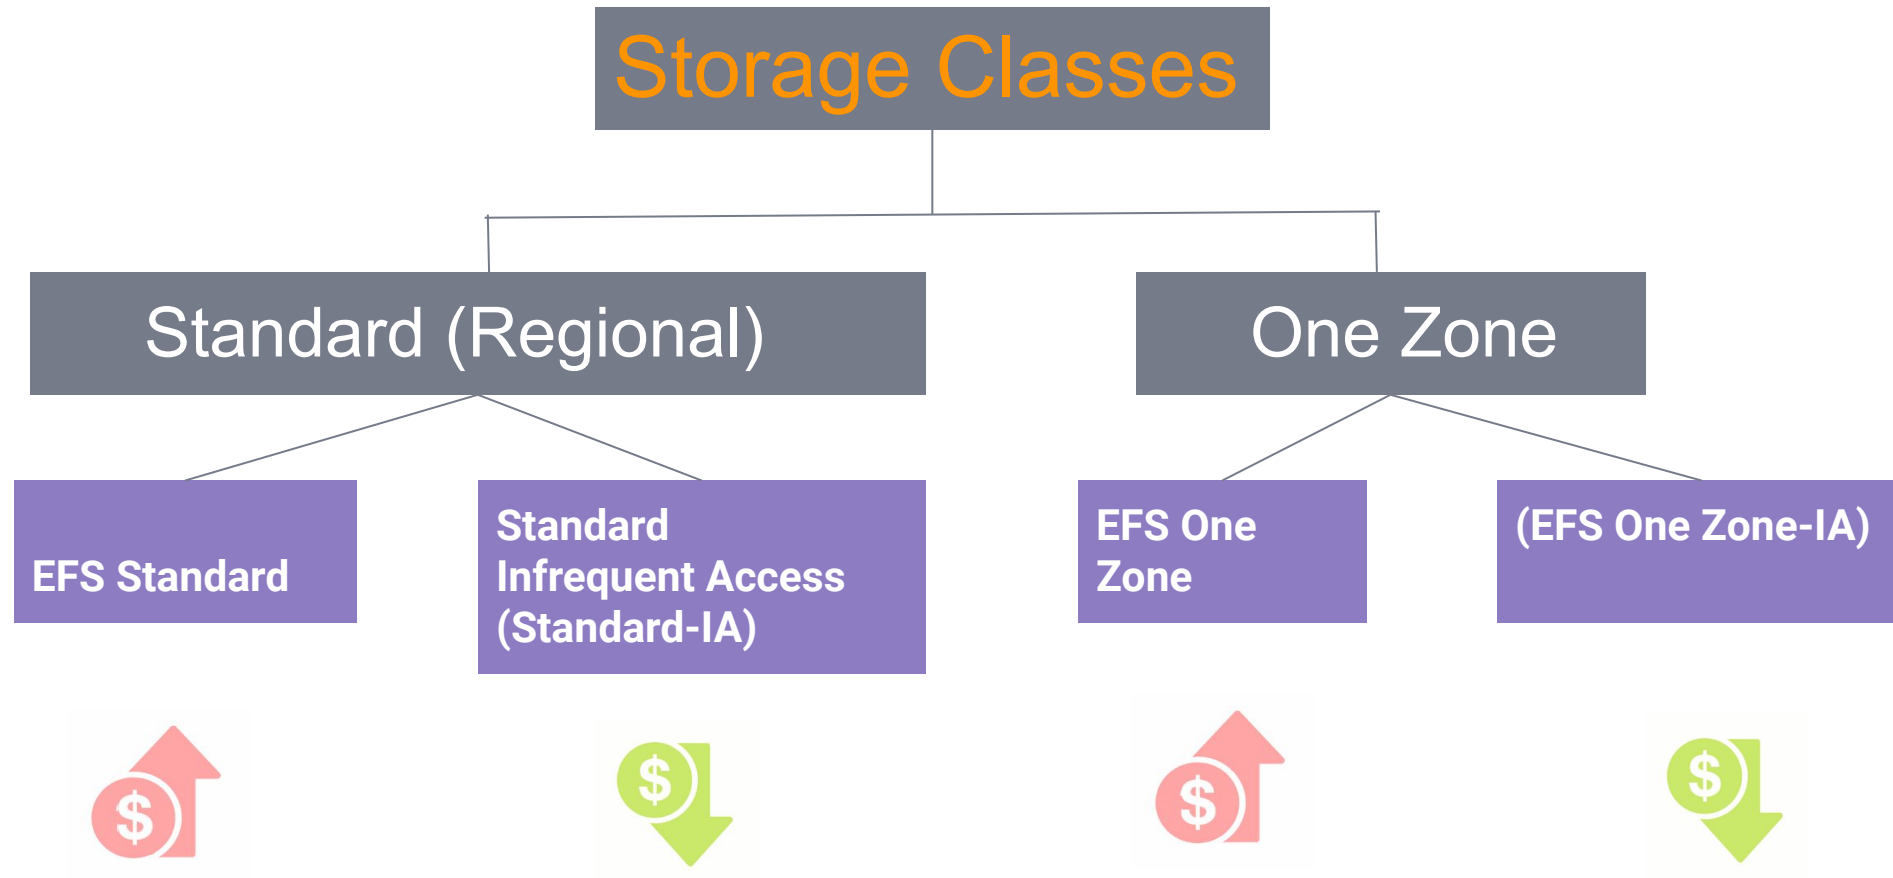 Storage Classes
Standard (Regional)
One Zone
EFS Standard
Standard
Infrequent Access
(Standard-IA)
EFS One
Zone
(EFS One Zone-IA)
$
$
$
$